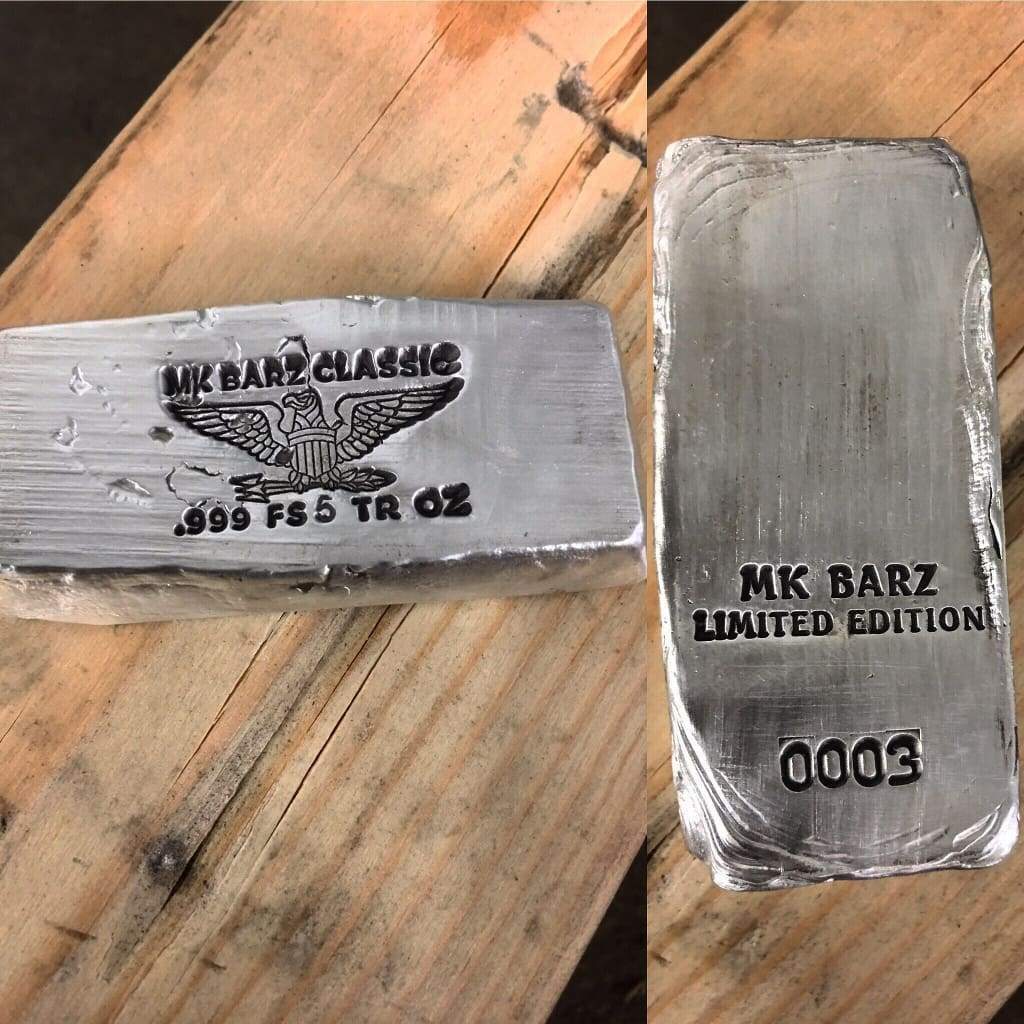 MK BARZ CLASSIC
.999 FS 5 TR OZ
MK BARZ
LIMITED EDITION
0003